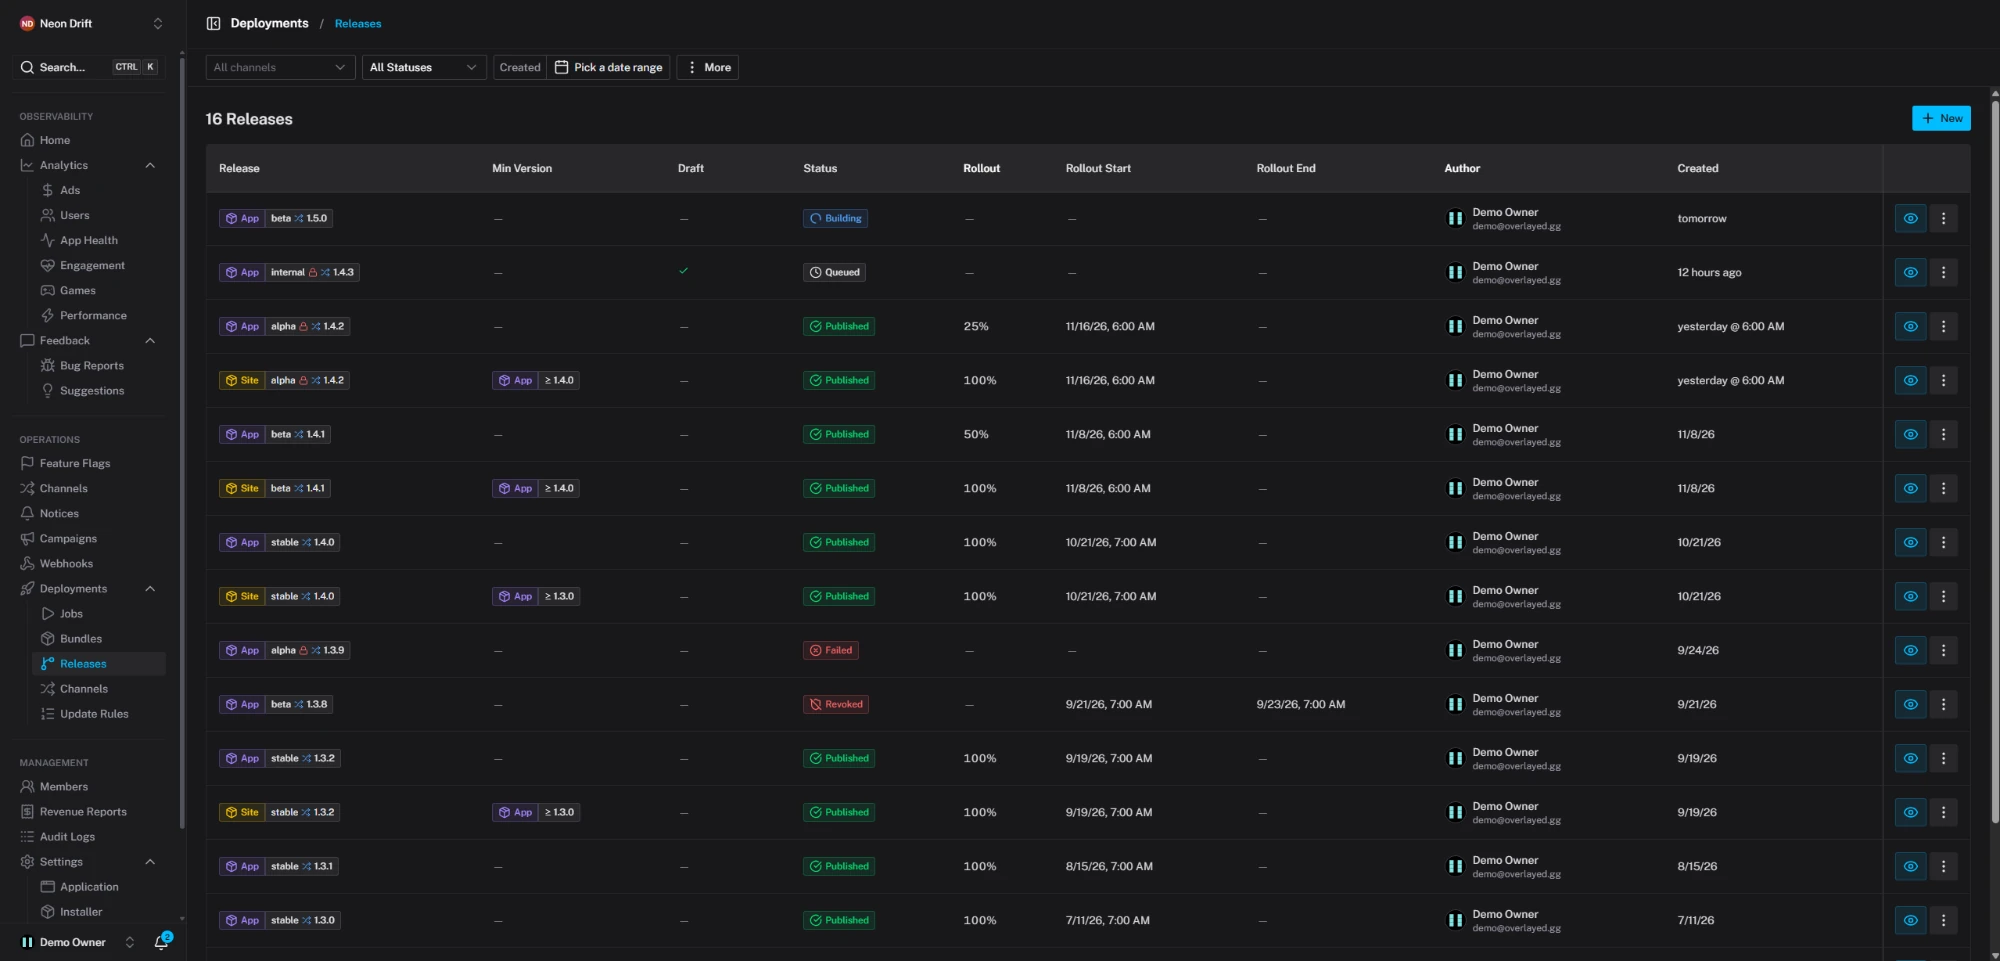 ND Neon Drift
Deployments / Releases
Search... CTRL K
All channels All Statuses Created Pick a date range More
OBSERVABILITY
Home
Analytics
Ads
Users
App Health
Engagement
Games
Performance
Feedback
Bug Reports
Suggestions
OPERATIONS
Feature Flags
Channels
Notices
Campaigns
Webhooks
Deployments
Jobs
Bundles
Releases
Channels
Update Rules
MANAGEMENT
Members
Revenue Reports
Audit Logs
Settings
Application
Installer
Demo Owner 2
16 Releases
New
Release Min Version Draft Status Rollout Rollout Start Rollout End Author Created
App beta 1.5.0 — — Building — — — Demo Owner tomorrow
demo@overlayed.gg
App internal 1.4.3 — Queued — — — Demo Owner 12 hours ago
demo@overlayed.gg
App alpha 1.4.2 — — Published 25% 11/16/26, 6:00 AM — Demo Owner yesterday @ 6:00 AM
demo@overlayed.gg
Site alpha 1.4.2 App ≥ 1.4.0 — Published 100% 11/16/26, 6:00 AM — Demo Owner yesterday @ 6:00 AM
demo@overlayed.gg
App beta 1.4.1 — — Published 50% 11/8/26, 6:00 AM — Demo Owner 11/8/26
demo@overlayed.gg
Site beta 1.4.1 App ≥ 1.4.0 — Published 100% 11/8/26, 6:00 AM — Demo Owner 11/8/26
demo@overlayed.gg
App stable 1.4.0 — — Published 100% 10/21/26, 7:00 AM — Demo Owner 10/21/26
demo@overlayed.gg
Site stable 1.4.0 App ≥ 1.3.0 — Published 100% 10/21/26, 7:00 AM — Demo Owner 10/21/26
demo@overlayed.gg
App alpha 1.3.9 — — Failed — — — Demo Owner 9/24/26
demo@overlayed.gg
App beta 1.3.8 — — Revoked — 9/21/26, 7:00 AM 9/23/26, 7:00 AM Demo Owner 9/21/26
demo@overlayed.gg
App stable 1.3.2 — — Published 100% 9/19/26, 7:00 AM — Demo Owner 9/19/26
demo@overlayed.gg
Site stable 1.3.2 App ≥ 1.3.0 — Published 100% 9/19/26, 7:00 AM — Demo Owner 9/19/26
demo@overlayed.gg
App stable 1.3.1 — — Published 100% 8/15/26, 7:00 AM — Demo Owner 8/15/26
demo@overlayed.gg
App stable 1.3.0 — — Published 100% 7/11/26, 7:00 AM — Demo Owner 7/11/26
demo@overlayed.gg